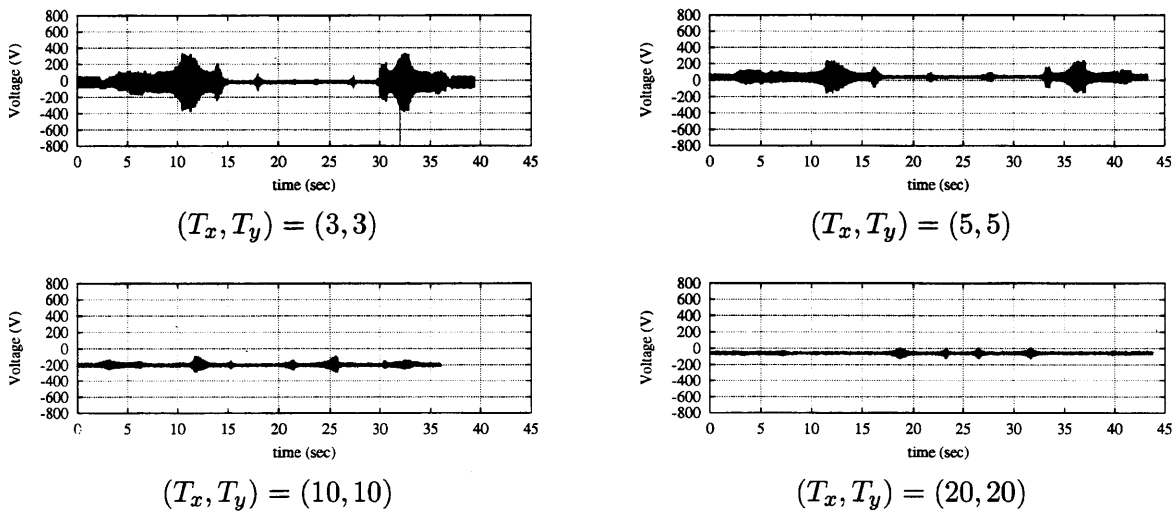 800
600
400
200
0
-200
-400
-600
-800
Voltage (V)
0 5 10 15 20 25 30 35 40 45
time (sec)
(T_x, T_y) = (3, 3)
800
600
400
200
0
-200
-400
-600
-800
Voltage (V)
0 5 10 15 20 25 30 35 40 45
time (sec)
(T_x, T_y) = (5, 5)
800
600
400
200
0
-200
-400
-600
-800
Voltage (V)
0 5 10 15 20 25 30 35 40 45
time (sec)
(T_x, T_y) = (10, 10)
800
600
400
200
0
-200
-400
-600
-800
Voltage (V)
0 5 10 15 20 25 30 35 40 45
time (sec)
(T_x, T_y) = (20, 20)